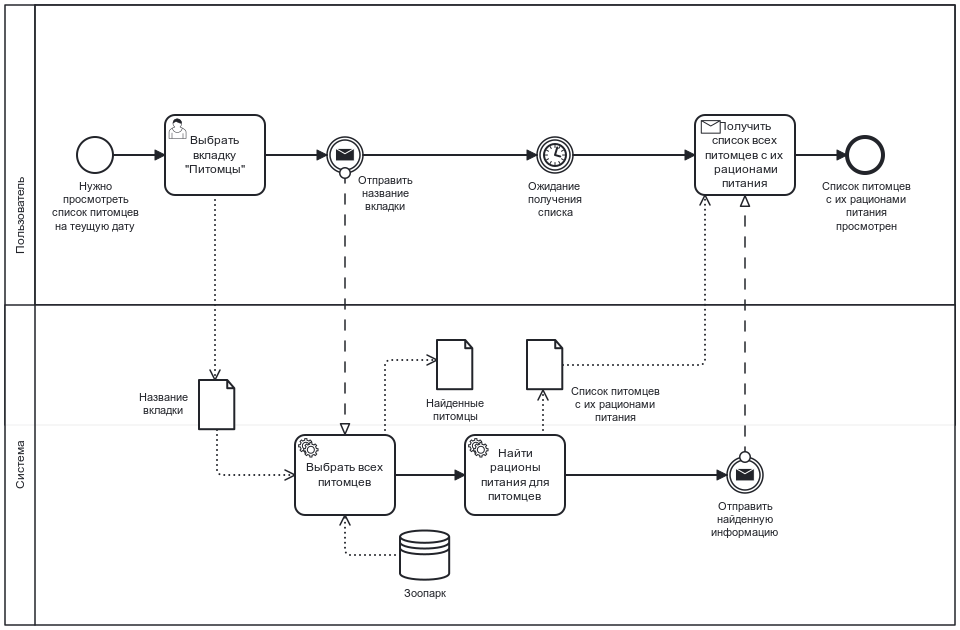 Пользователь
Нужно
просмотреть
список питомцев
на теущую дату
Выбрать
вкладку
"Питомцы"
Отправить
название
вкладки
Ожидание
получения
списка
Получить
список всех
питомцев с их
рационами
питания
Список питомцев
с их рационами
питания
просмотрен
Система
Название
вкладки
Найденные
питомцы
Список питомцев
с их рационами
питания
Выбрать всех
питомцев
Найти
рационы
питания для
питомцев
Отправить
найденную
информацию
Зоопарк